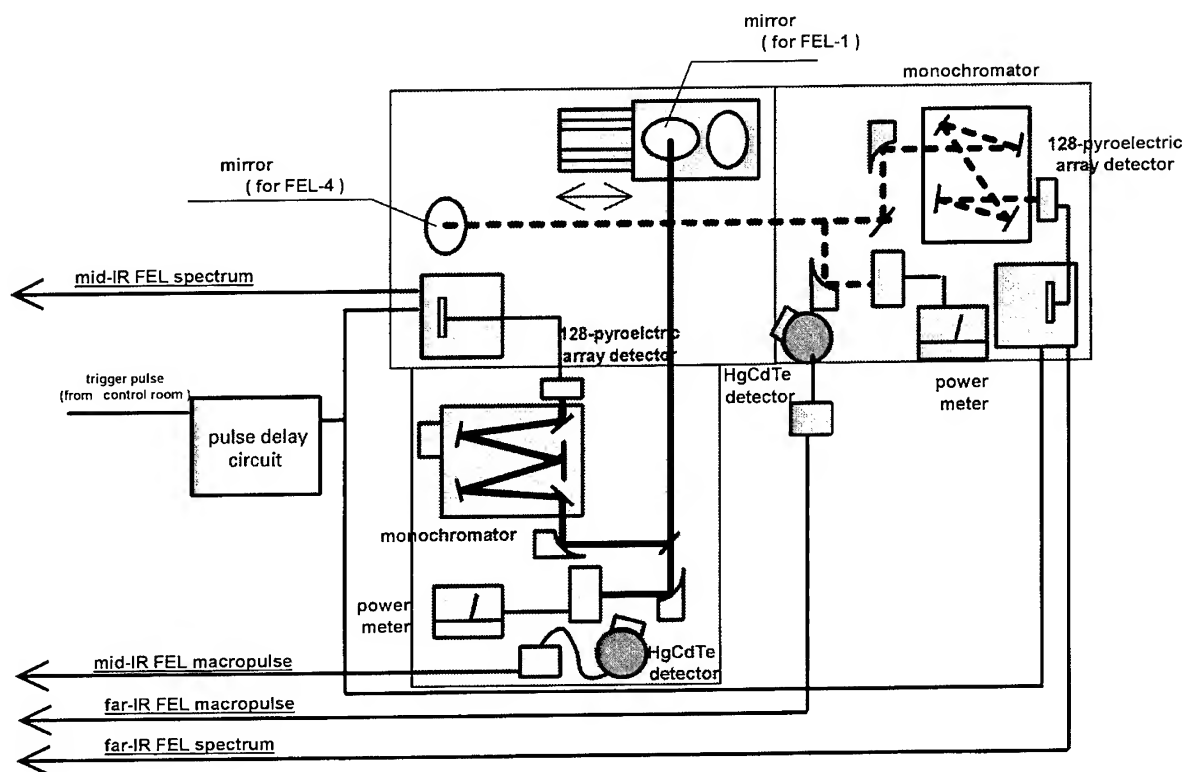 mirror
( for FEL-1 )
monochromator
128-pyroelectric
array detector
mirror
( for FEL-4 )
mid-IR FEL spectrum
128-pyroelctric
array detector
trigger pulse
(from control room )
pulse delay
circuit
HgCdTe
detector
power
meter
monochromator
power
meter
HgCdTe
detector
mid-IR FEL macropulse
far-IR FEL macropulse
far-IR FEL spectrum